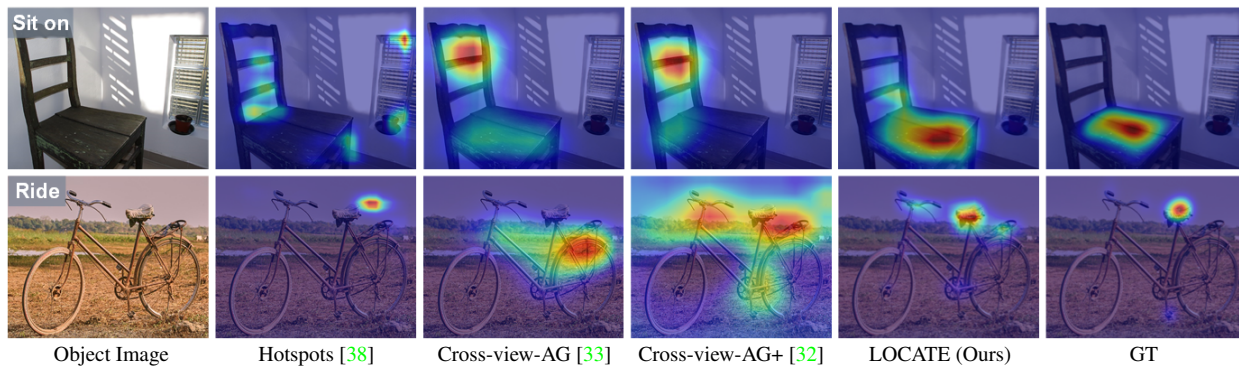 Sit on
Ride
Object Image Hotspots [38] Cross-view-AG [33] Cross-view-AG+ [32] LOCATE (Ours) GT